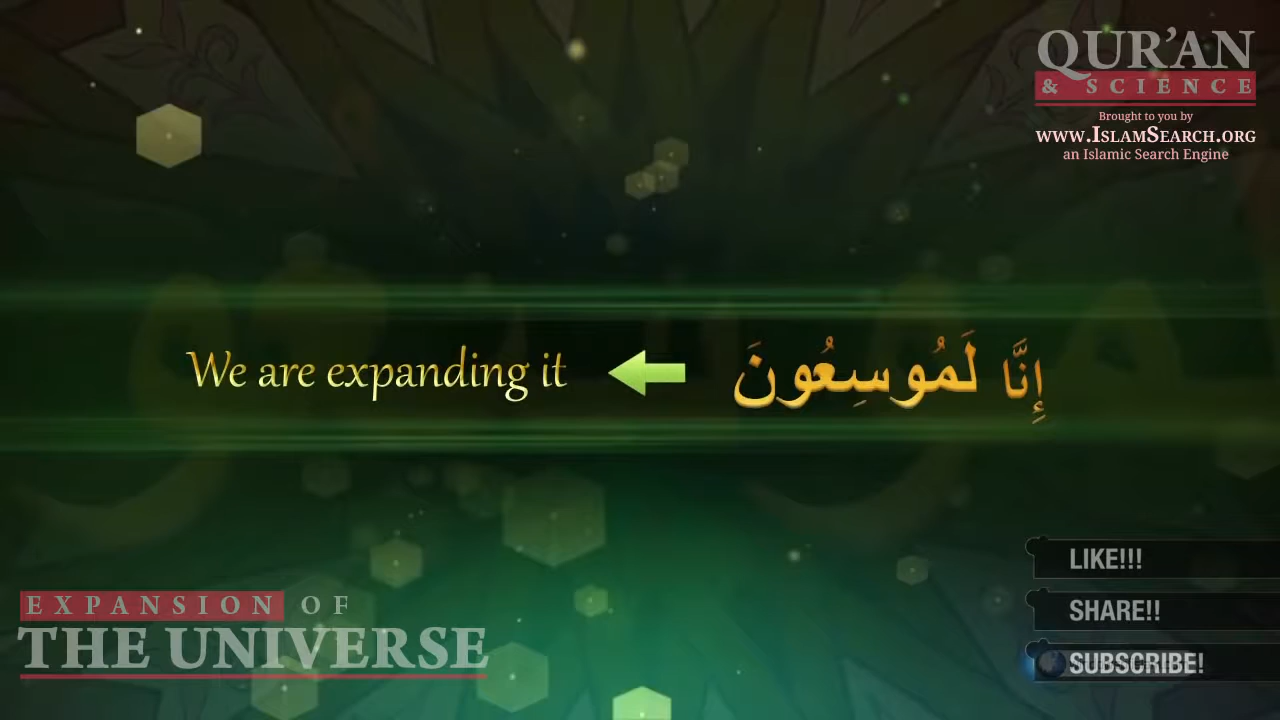 QUR'AN
& SCIENCE
Brought to you by
www.IslamSearch.org
an Islamic Search Engine
إِنَّا لَمُوسِعُونَ
We are expanding it
LIKE!!!
SHARE!!
SUBSCRIBE!
EXPANSION OF
THE UNIVERSE